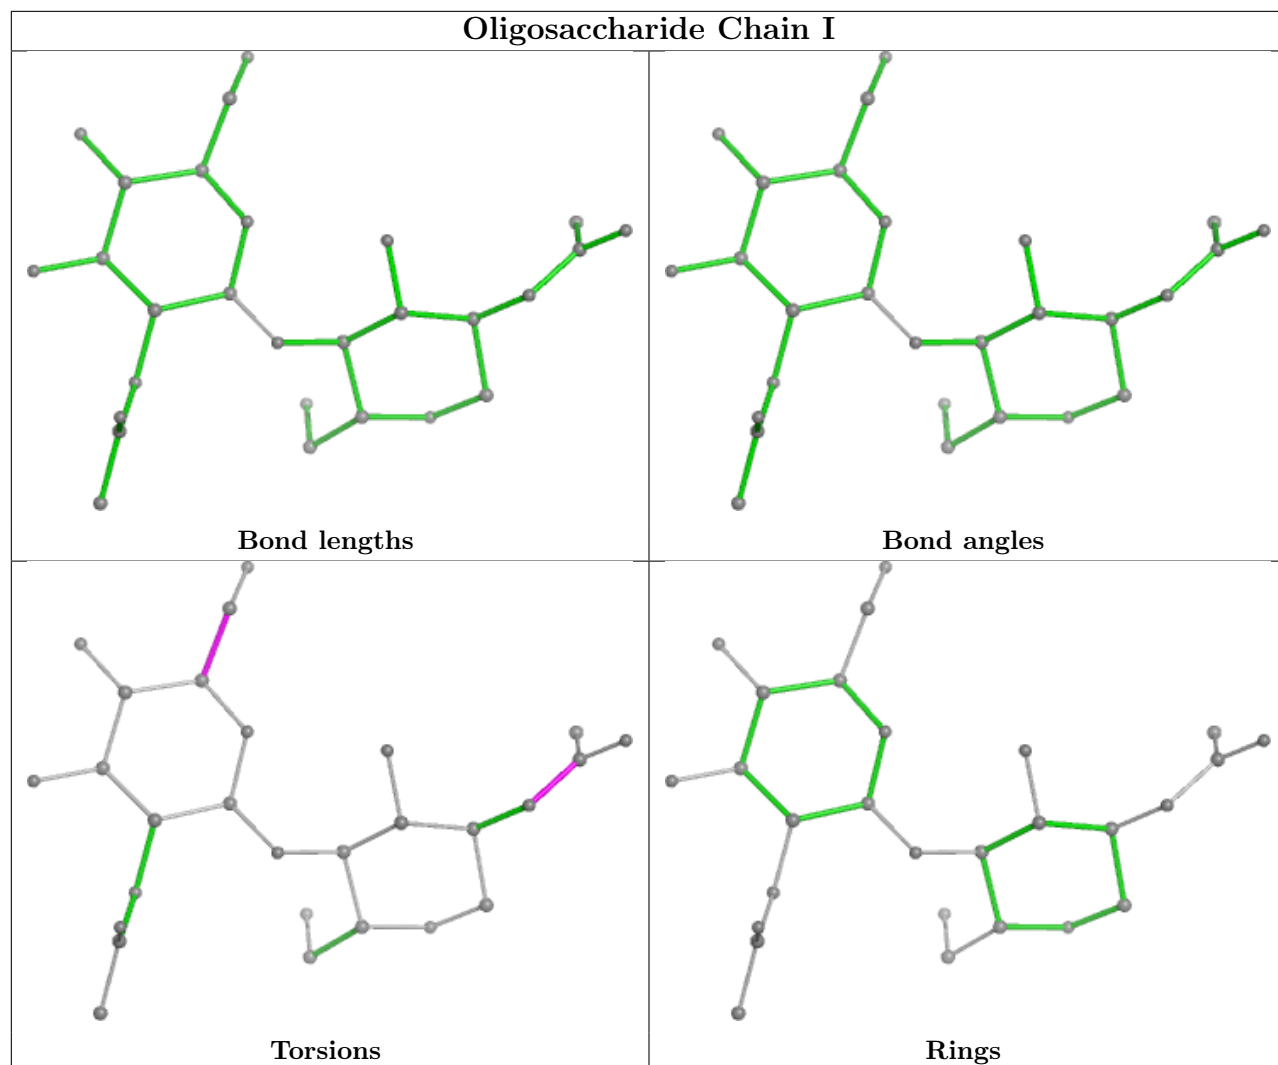 Oligosaccharide Chain I
Bond lengths
Bond angles
Torsions
Rings